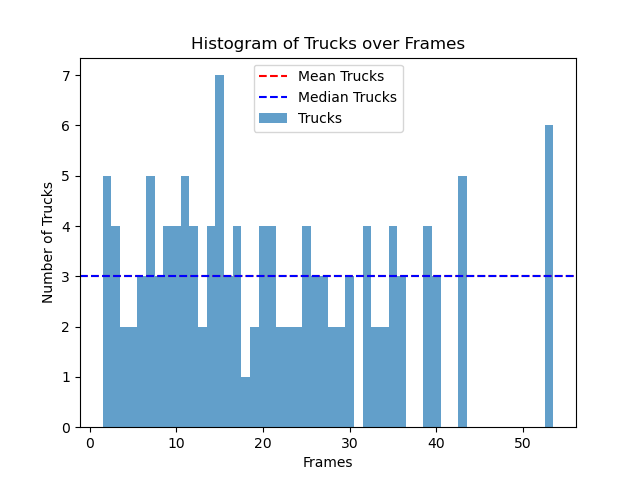 Histogram of Trucks over Frames
Number of Trucks
7
6
5
4
3
2
1
0
Mean Trucks
Median Trucks
Trucks
0 10 20 30 40 50
Frames